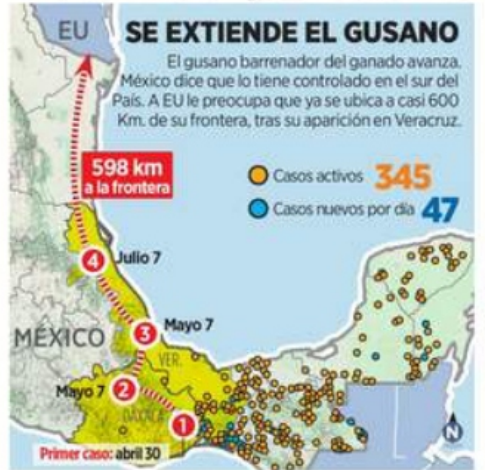 EU
SE EXTIENDE EL GUSANO
El gusano barrenador del ganado avanza.
México dice que lo tiene controlado en el sur del
País. A EU le preocupa que ya se ubica a casi 600
Km. de su frontera, tras su aparición en Veracruz.
598 km
a la frontera
Casos activos 345
Casos nuevos por día 47
4 Julio 7
MÉXICO
3 Mayo 7
VER.
Mayo 7 2
OAXACA
1
Primer caso: abril 30
N